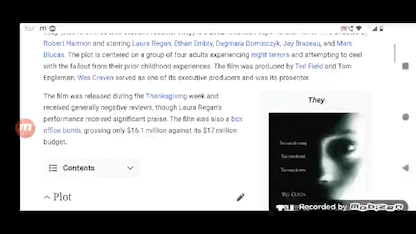 Robert Harmon and starring Laura Regan, Ethan Embry, Dagmara Dominczyk, Jay Brazeau, and Marc
Blucas. The plot is centered on a group of four adults experiencing night terrors and attempting to deal
with the fallout from their prior childhood experiences. The film was produced by Ted Field and Tom
Engleman; Wes Craven served as one of its executive producers and was its presenter.
The film was released during the Thanksgiving week and
received generally negative reviews, though Laura Regan's
performance received significant praise. The film was also a box
office bomb, grossing only $16.1 million against its $17 million
budget.
They
Contents
Plot
WES CRAVEN
Recorded by Mobizen